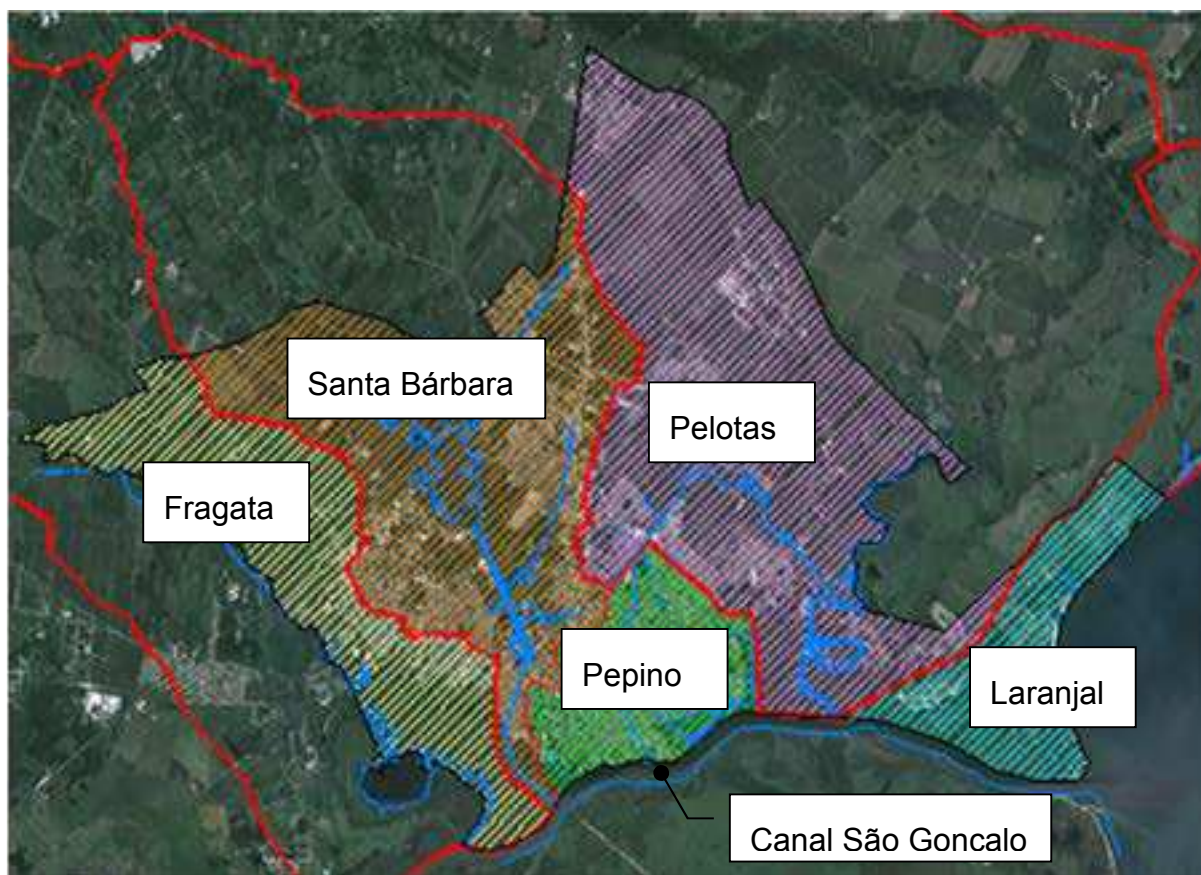 Santa Bárbara
Pelotas
Fragata
Pepino
Laranjal
Canal São Goncalo